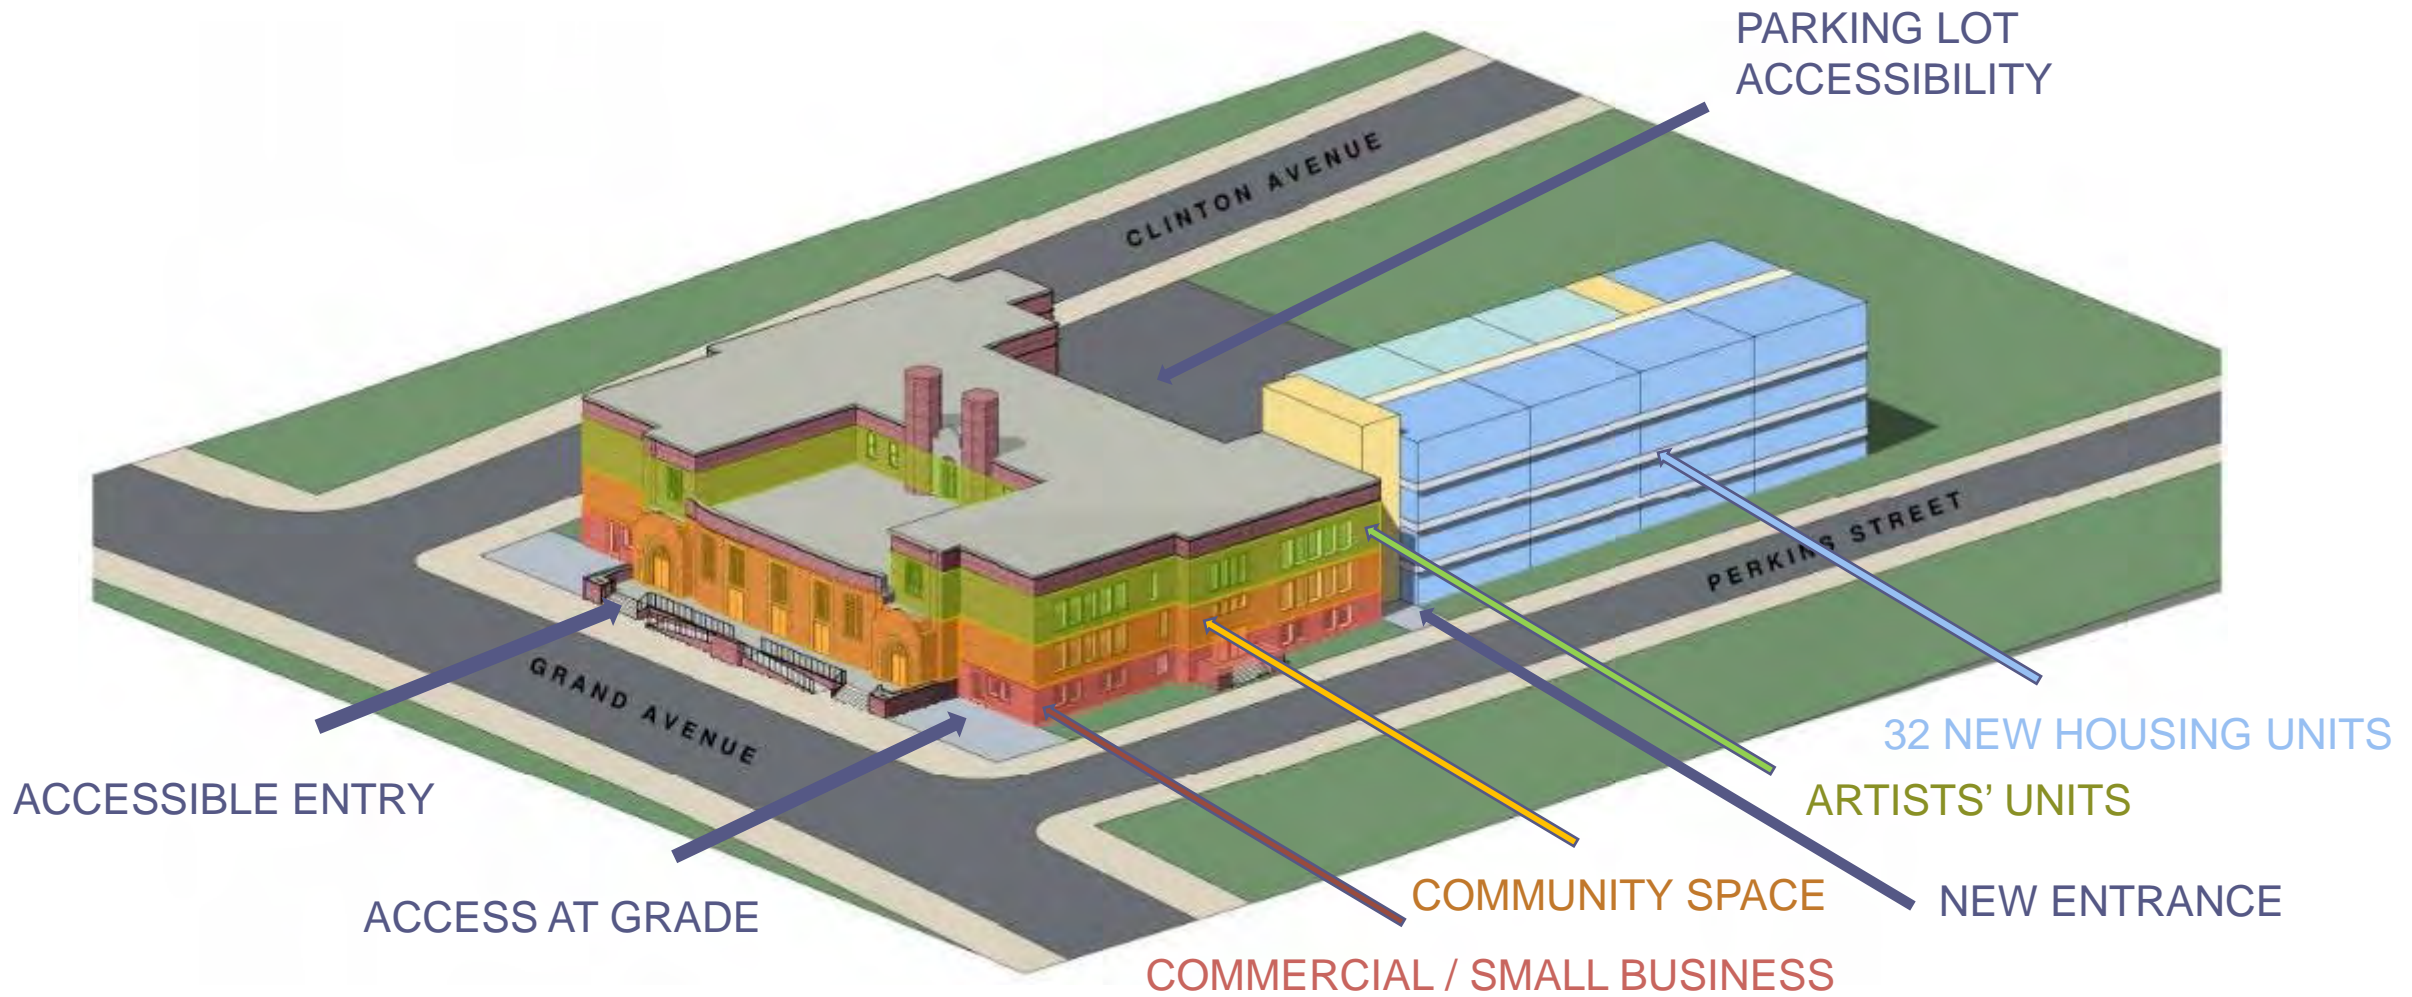 PARKING LOT
ACCESSIBILITY
CLINTON AVENUE
PERKINS STREET
GRAND AVENUE
32 NEW HOUSING UNITS
ACCESSIBLE ENTRY
ARTISTS’ UNITS
COMMUNITY SPACE
NEW ENTRANCE
ACCESS AT GRADE
COMMERCIAL / SMALL BUSINESS